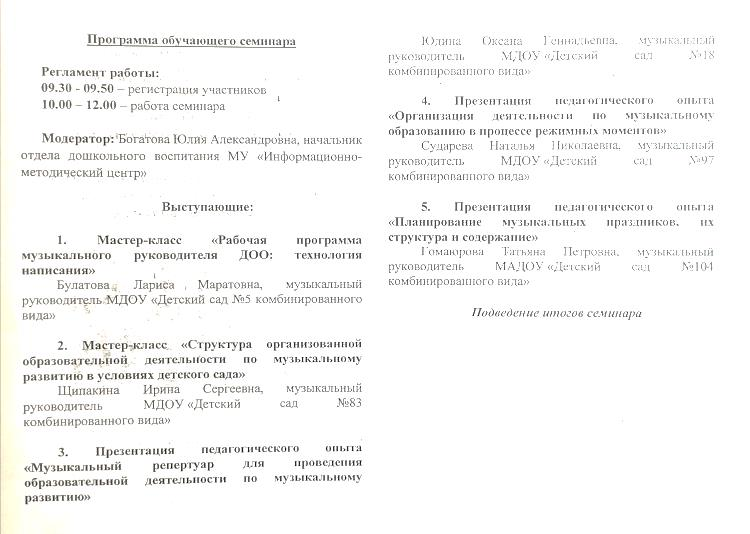 Программа обучающего семинара
Регламент работы:
09.30 - 09.50 – регистрация участников
10.00 – 12.00 – работа семинара
Модератор: Богатова Юлия Александровна, начальник
отдела дошкольного воспитания МУ «Информационно-
методический центр»
Выступающие:
1. Мастер-класс «Рабочая программа
музыкального руководителя ДОО: технология
написания»
Булатова Лариса Маратовна, музыкальный
руководитель МДОУ «Детский сад №5 комбинированного
вида»
2. Мастер-класс «Структура организованной
образовательной деятельности по музыкальному
развитию в условиях детского сада»
Щипакина Ирина Сергеевна, музыкальный
руководитель МДОУ «Детский сад №83
комбинированного вида»
3. Презентация педагогического опыта
«Музыкальный репертуар для проведения
образовательной деятельности по музыкальному
развитию»
Юдина Оксана Геннадьевна, музыкальный
руководитель МДОУ «Детский сад №18
комбинированного вида»
4. Презентация педагогического опыта
«Организация деятельности по музыкальному
образованию в процессе режимных моментов»
Сударева Наталья Николаевна, музыкальный
руководитель МДОУ «Детский сад №97
комбинированного вида»
5. Презентация педагогического опыта
«Планирование музыкальных праздников, их
структура и содержание»
Гомаюрова Татьяна Петровна, музыкальный
руководитель МАДОУ «Детский сад №104
комбинированного вида»
Подведение итогов семинара